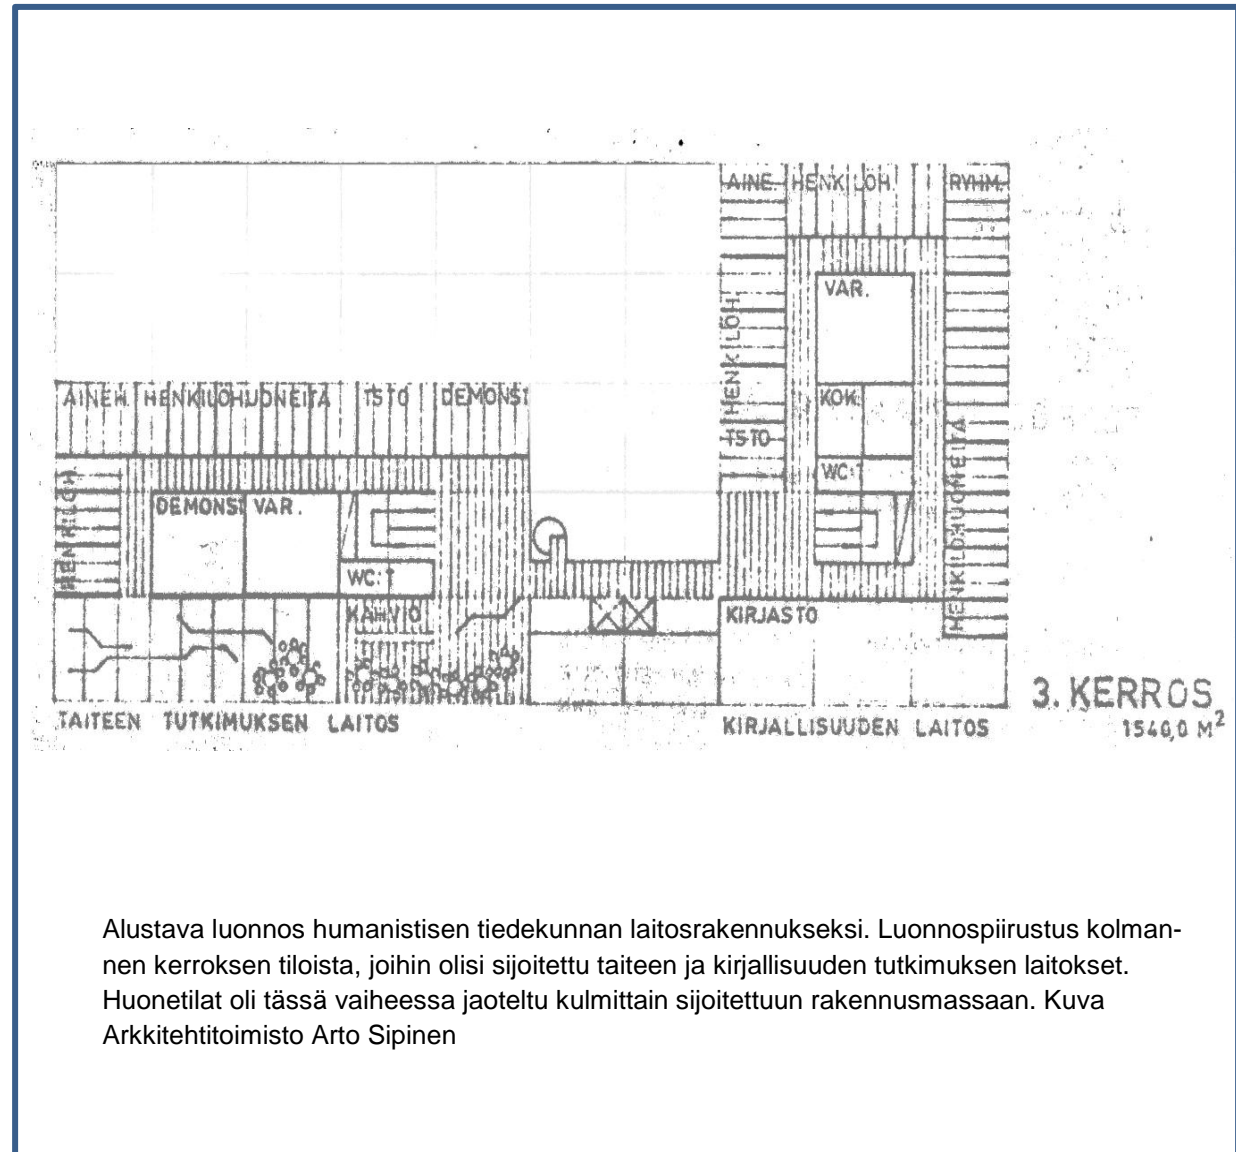 AINE. HENKILÖH. RYHM.
VAR.
HENKILÖH.
AINEH. HENKILÖHUONEITA TSTO DEMONST
KOK.
TSTO
WC:T
HENKILÖH.
DEMONST VAR.
HENKILÖHUONEITA
WC:T
KAHVIO
KIRJASTO
3. KERROS
1540,0 M²
TAITEEN TUTKIMUKSEN LAITOS
KIRJALLISUUDEN LAITOS
Alustava luonnos humanistisen tiedekunnan laitosrakennukseksi. Luonnospiirustus kolman-
nen kerroksen tiloista, joihin olisi sijoitettu taiteen ja kirjallisuuden tutkimuksen laitokset.
Huonetilat oli tässä vaiheessa jaoteltu kulmittain sijoitettuun rakennusmassaan. Kuva
Arkkitehtitoimisto Arto Sipinen